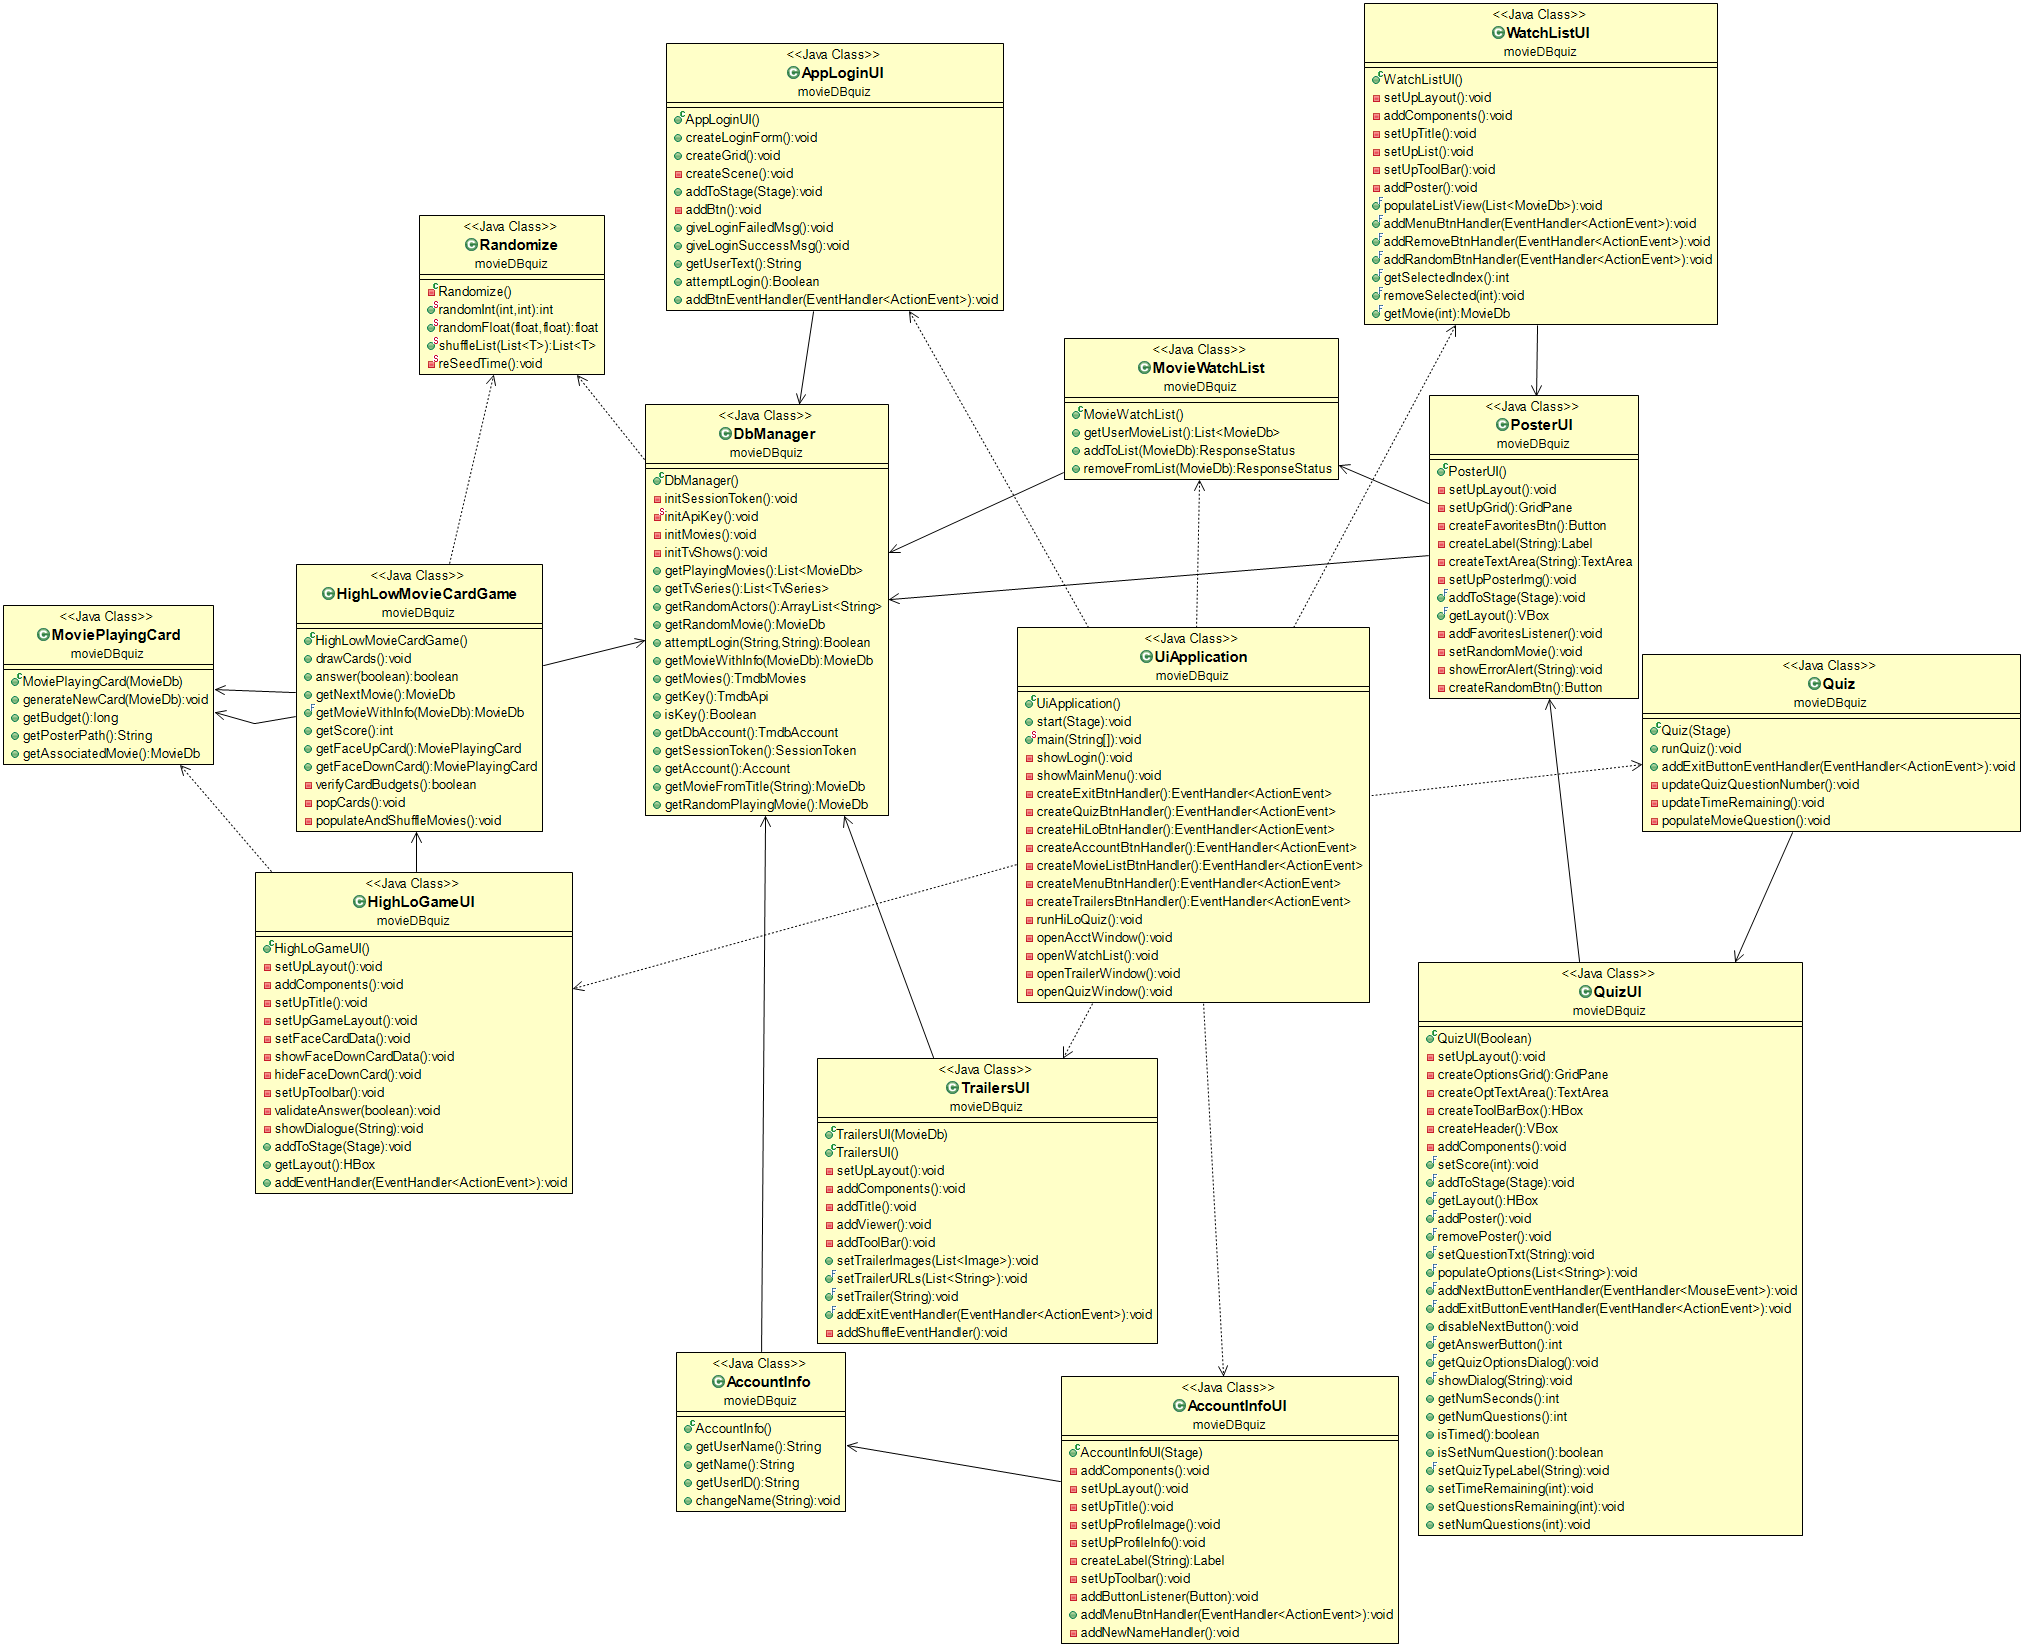 <<Java Class>>
WatchListUI
movieDBquiz
WatchListUI()
setUpLayout():void
addComponents():void
setUpTitle():void
setUpList():void
setUpToolBar():void
addPoster():void
populateListView(List<MovieDb>):void
addMenuBtnHandler(EventHandler<ActionEvent>):void
addRemoveBtnHandler(EventHandler<ActionEvent>):void
addRandomBtnHandler(EventHandler<ActionEvent>):void
getSelectedIndex():int
removeSelected(int):void
getMovie(int):MovieDb
<<Java Class>>
AppLoginUI
movieDBquiz
AppLoginUI()
createLoginForm():void
createGrid():void
createScene():void
addToStage(Stage):void
addBtn():void
giveLoginFailedMsg():void
giveLoginSuccessMsg():void
getUserText():String
attemptLogin():Boolean
addBtnEventHandler(EventHandler<ActionEvent>):void
<<Java Class>>
Randomize
movieDBquiz
Randomize()
randomInt(int,int):int
randomFloat(float,float):float
shuffleList(List<T>):List<T>
reSeedTime():void
<<Java Class>>
MovieWatchList
movieDBquiz
MovieWatchList()
getUserMovieList():List<MovieDb>
addToList(MovieDb):ResponseStatus
removeFromList(MovieDb):ResponseStatus
<<Java Class>>
PosterUI
movieDBquiz
PosterUI()
setUpLayout():void
setUpGrid():GridPane
createFavoritesBtn():Button
createLabel(String):Label
createTextArea(String):TextArea
setUpPosterImg():void
addToStage(Stage):void
getLayout():VBox
addFavoritesListener():void
setRandomMovie():void
showErrorAlert(String):void
createRandomBtn():Button
<<Java Class>>
DbManager
movieDBquiz
DbManager()
initSessionToken():void
initApiKey():void
initMovies():void
initTvShows():void
getPlayingMovies():List<MovieDb>
getTvSeries():List<TvSeries>
getRandomActors():ArrayList<String>
getRandomMovie():MovieDb
attemptLogin(String,String):Boolean
getMovieWithInfo(MovieDb):MovieDb
getMovies():TmdbMovies
getKey():TmdbApi
isKey():Boolean
getDbAccount():TmdbAccount
getSessionToken():SessionToken
getAccount():Account
getMovieFromTitle(String):MovieDb
getRandomPlayingMovie():MovieDb
<<Java Class>>
HighLowMovieCardGame
movieDBquiz
HighLowMovieCardGame()
drawCards():void
answer(boolean):boolean
getNextMovie():MovieDb
getMovieWithInfo(MovieDb):MovieDb
getScore():int
getFaceUpCard():MoviePlayingCard
getFaceDownCard():MoviePlayingCard
verifyCardBudgets():boolean
popCards():void
populateAndShuffleMovies():void
<<Java Class>>
MoviePlayingCard
movieDBquiz
MoviePlayingCard(MovieDb)
generateNewCard(MovieDb):void
getBudget():long
getPosterPath():String
getAssociatedMovie():MovieDb
<<Java Class>>
UiApplication
movieDBquiz
UiApplication()
start(Stage):void
main(String[]):void
showLogin():void
showMainMenu():void
createExitBtnHandler():EventHandler<ActionEvent>
createQuizBtnHandler():EventHandler<ActionEvent>
createHiLoBtnHandler():EventHandler<ActionEvent>
createAccountBtnHandler():EventHandler<ActionEvent>
createMovieListBtnHandler():EventHandler<ActionEvent>
createMenuBtnHandler():EventHandler<ActionEvent>
createTrailersBtnHandler():EventHandler<ActionEvent>
runHiLoQuiz():void
openAcctWindow():void
openWatchList():void
openTrailerWindow():void
openQuizWindow():void
<<Java Class>>
Quiz
movieDBquiz
Quiz(Stage)
runQuiz():void
addExitButtonEventHandler(EventHandler<ActionEvent>):void
updateQuizQuestionNumber():void
updateTimeRemaining():void
populateMovieQuestion():void
<<Java Class>>
HighLoGameUI
movieDBquiz
HighLoGameUI()
setUpLayout():void
addComponents():void
setUpTitle():void
setUpGameLayout():void
setFaceCardData():void
showFaceDownCardData():void
hideFaceDownCard():void
setUpToolbar():void
validateAnswer(boolean):void
showDialogue(String):void
addToStage(Stage):void
getLayout():HBox
addEventHandler(EventHandler<ActionEvent>):void
<<Java Class>>
QuizUI
movieDBquiz
QuizUI(Boolean)
setUpLayout():void
createOptionsGrid():GridPane
createOptTextArea():TextArea
createToolBarBox():HBox
createHeader():VBox
addComponents():void
setScore(int):void
addToStage(Stage):void
getLayout():HBox
addPoster():void
removePoster():void
setQuestionTxt(String):void
populateOptions(List<String>):void
addNextButtonEventHandler(EventHandler<MouseEvent>):void
addExitButtonEventHandler(EventHandler<ActionEvent>):void
disableNextButton():void
getAnswerButton():int
getQuizOptionsDialog():void
showDialog(String):void
getNumSeconds():int
getNumQuestions():int
isTimed():boolean
isSetNumQuestion():boolean
setQuizTypeLabel(String):void
setTimeRemaining(int):void
setQuestionsRemaining(int):void
setNumQuestions(int):void
<<Java Class>>
TrailersUI
movieDBquiz
TrailersUI(MovieDb)
TrailersUI()
setUpLayout():void
addComponents():void
addTitle():void
addViewer():void
addToolBar():void
setTrailerImages(List<Image>):void
setTrailerURLs(List<String>):void
setTrailer(String):void
addExitEventHandler(EventHandler<ActionEvent>):void
addShuffleEventHandler():void
<<Java Class>>
AccountInfo
movieDBquiz
AccountInfo()
getUserName():String
getName():String
getUserID():String
changeName(String):void
<<Java Class>>
AccountInfoUI
movieDBquiz
AccountInfoUI(Stage)
addComponents():void
setUpLayout():void
setUpTitle():void
setUpProfileImage():void
setUpProfileInfo():void
createLabel(String):Label
setUpToolbar():void
addButtonListener(Button):void
addMenuBtnHandler(EventHandler<ActionEvent>):void
addNewNameHandler():void